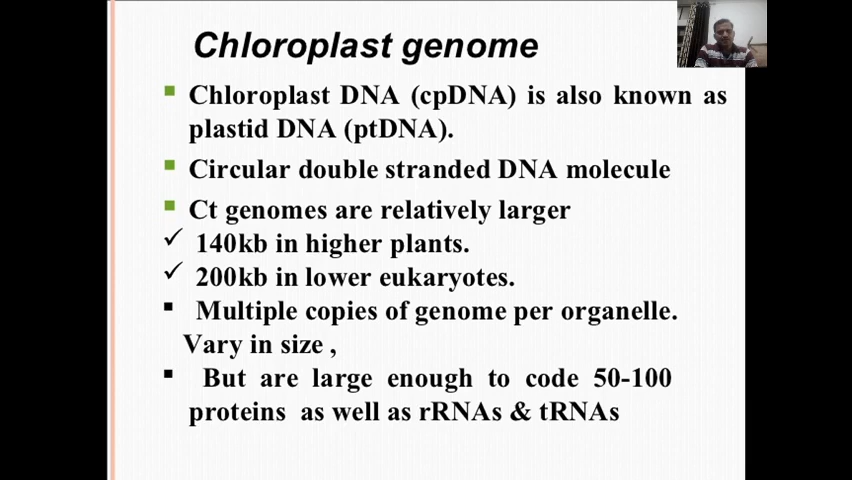 Chloroplast genome
Chloroplast DNA (cpDNA) is also known as
plastid DNA (ptDNA).
Circular double stranded DNA molecule
Ct genomes are relatively larger
140kb in higher plants.
200kb in lower eukaryotes.
Multiple copies of genome per organelle.
Vary in size ,
But are large enough to code 50-100
proteins as well as rRNAs & tRNAs